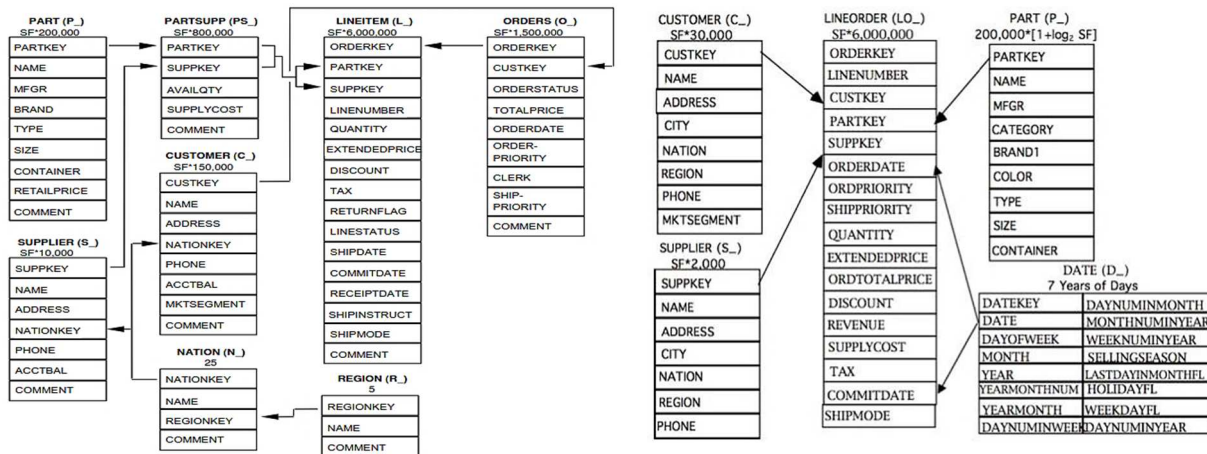 PART (P_)
SF*200,000
PARTKEY
NAME
MFGR
BRAND
TYPE
SIZE
CONTAINER
RETAILPRICE
COMMENT
SUPPLIER (S_)
SF*10,000
SUPPKEY
NAME
ADDRESS
NATIONKEY
PHONE
ACCTBAL
COMMENT
PARTSUPP (PS_)
SF*800,000
PARTKEY
SUPPKEY
AVAILQTY
SUPPLYCOST
COMMENT
CUSTOMER (C_)
SF*150,000
CUSTKEY
NAME
ADDRESS
NATIONKEY
PHONE
ACCTBAL
MKTSEGMENT
COMMENT
NATION (N_)
25
NATIONKEY
NAME
REGIONKEY
COMMENT
LINEITEM (L_)
SF*6,000,000
ORDERKEY
PARTKEY
SUPPKEY
LINENUMBER
QUANTITY
EXTENDEDPRICE
DISCOUNT
TAX
RETURNFLAG
LINESTATUS
SHIPDATE
COMMITDATE
RECEIPTDATE
SHIPINSTRUCT
SHIPMODE
COMMENT
REGION (R_)
5
REGIONKEY
NAME
COMMENT
ORDERS (O_)
SF*1,500,000
ORDERKEY
CUSTKEY
ORDERSTATUS
TOTALPRICE
ORDERDATE
ORDER-
PRIORITY
CLERK
SHIP-
PRIORITY
COMMENT
CUSTOMER (C_)
SF*30,000
CUSTKEY
NAME
ADDRESS
CITY
NATION
REGION
PHONE
MKTSEGMENT
SUPPLIER (S_)
SF*2,000
SUPPKEY
NAME
ADDRESS
CITY
NATION
REGION
PHONE
LINEORDER (LO_)
SF*6,000,000
ORDERKEY
LINENUMBER
CUSTKEY
PARTKEY
SUPPKEY
ORDERDATE
ORDPRIORITY
SHIPPRIORITY
QUANTITY
EXTENDEDPRICE
ORDTOTALPRICE
DISCOUNT
REVENUE
SUPPLYCOST
TAX
COMMITDATE
SHIPMODE
PART (P_)
200,000*[1+log₂ SF]
PARTKEY
NAME
MFGR
CATEGORY
BRAND1
COLOR
TYPE
SIZE
CONTAINER
DATE (D_)
7 Years of Days
DATEKEY DAYNUMINMONTH
DATE MONTHNUMINYEAR
DAYOFWEEK WEEKNUMINYEAR
MONTH SELLINGSEASON
YEAR LASTDAYINMONTHFL
YEARMONTHNUM HOLIDAYFL
YEARMONTH WEEKDAYFL
DAYNUMINWEEK DAYNUMINYEAR